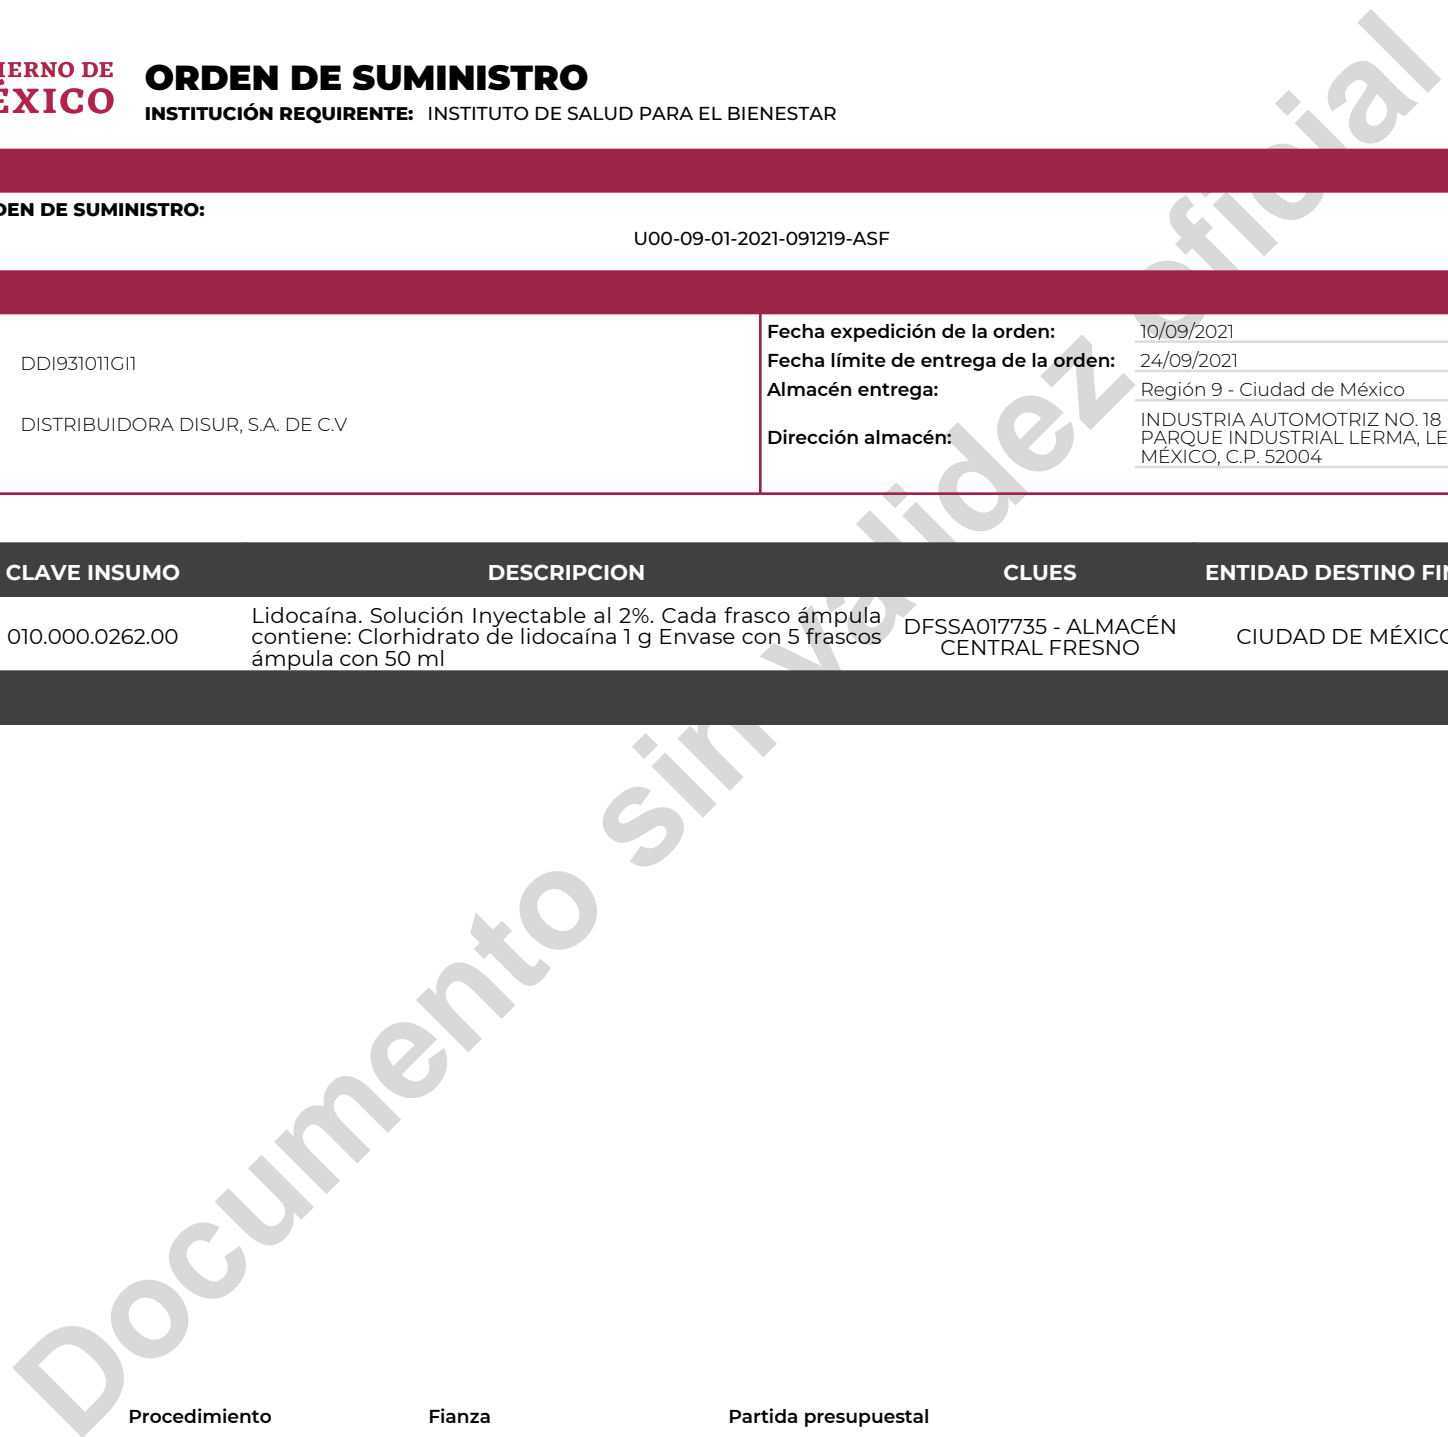 IERNO DE
ÉXICO
ORDEN DE SUMINISTRO
INSTITUCIÓN REQUIRENTE: INSTITUTO DE SALUD PARA EL BIENESTAR
DEN DE SUMINISTRO:
U00-09-01-2021-091219-ASF
DDI931011GI1
DISTRIBUIDORA DISUR, S.A. DE C.V
Fecha expedición de la orden: 10/09/2021
Fecha límite de entrega de la orden: 24/09/2021
Almacén entrega: Región 9 - Ciudad de México
Dirección almacén:
INDUSTRIA AUTOMOTRIZ NO. 18
PARQUE INDUSTRIAL LERMA, LE
MÉXICO, C.P. 52004
CLAVE INSUMO DESCRIPCION CLUES ENTIDAD DESTINO FIN
010.000.0262.00
Lidocaína. Solución Inyectable al 2%. Cada frasco ámpula
contiene: Clorhidrato de lidocaína 1 g Envase con 5 frascos
ámpula con 50 ml
DFSSA017735 - ALMACÉN
CENTRAL FRESNO
CIUDAD DE MÉXICO
Documento sin validez oficial
Procedimiento Fianza Partida presupuestal